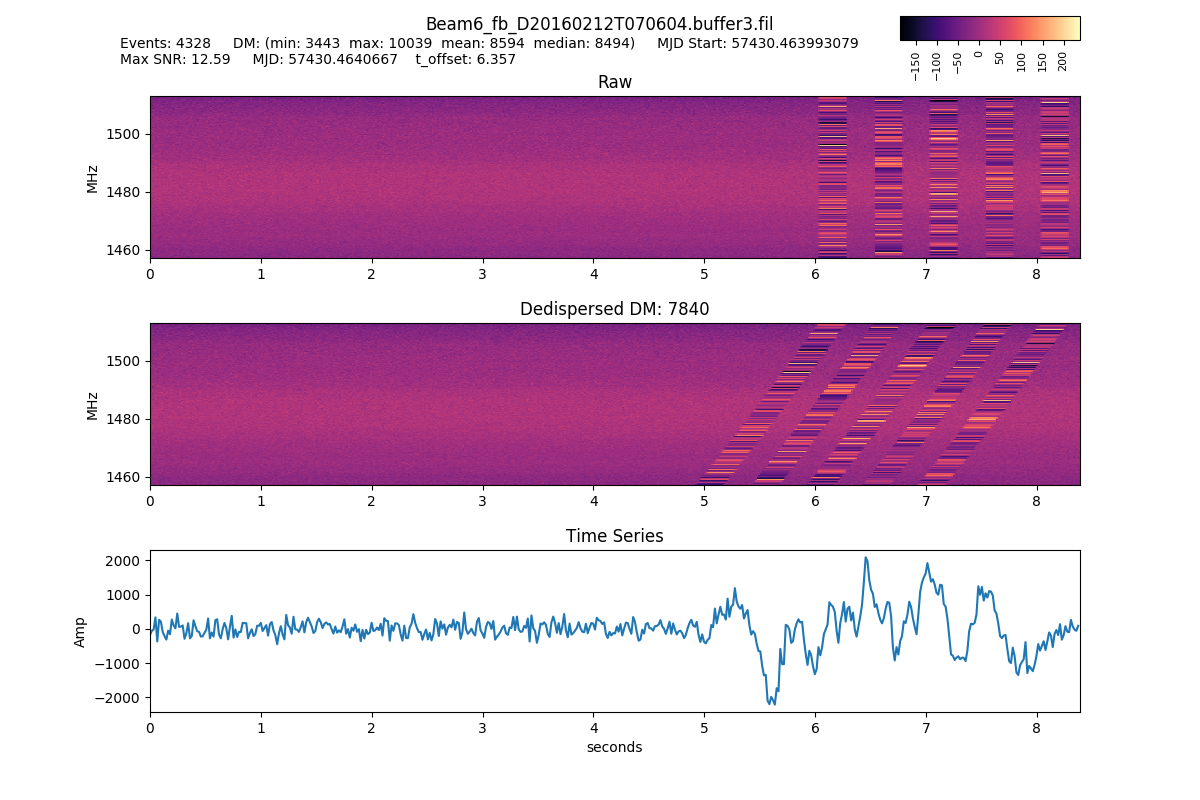 Beam6_fb_D20160212T070604.buffer3.fil
Events: 4328 DM: (min: 3443 max: 10039 mean: 8594 median: 8494) MJD Start: 57430.463993079
Max SNR: 12.59 MJD: 57430.4640667 t_offset: 6.357
−150 −100 −50 0 50 100 150 200
Raw
MHz
1500
1480
1460
0 1 2 3 4 5 6 7 8
Dedispersed DM: 7840
MHz
1500
1480
1460
0 1 2 3 4 5 6 7 8
Time Series
Amp
2000
1000
0
−1000
−2000
0 1 2 3 4 5 6 7 8
seconds